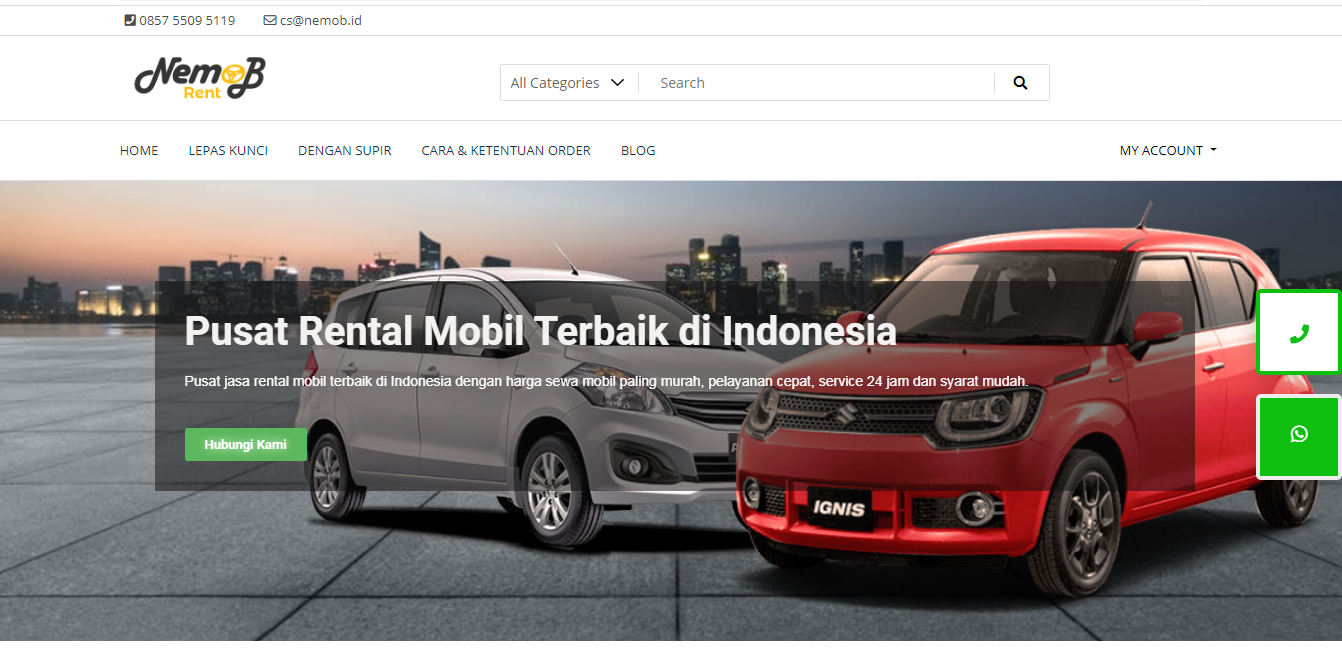 0857 5509 5119 cs@nemob.id
NemoB
Rent
All Categories Search
HOME LEPAS KUNCI DENGAN SUPIR CARA & KETENTUAN ORDER BLOG MY ACCOUNT
Pusat Rental Mobil Terbaik di Indonesia
Pusat jasa rental mobil terbaik di Indonesia dengan harga sewa mobil paling murah, pelayanan cepat, service 24 jam dan syarat mudah.
Hubungi Kami
IGNIS